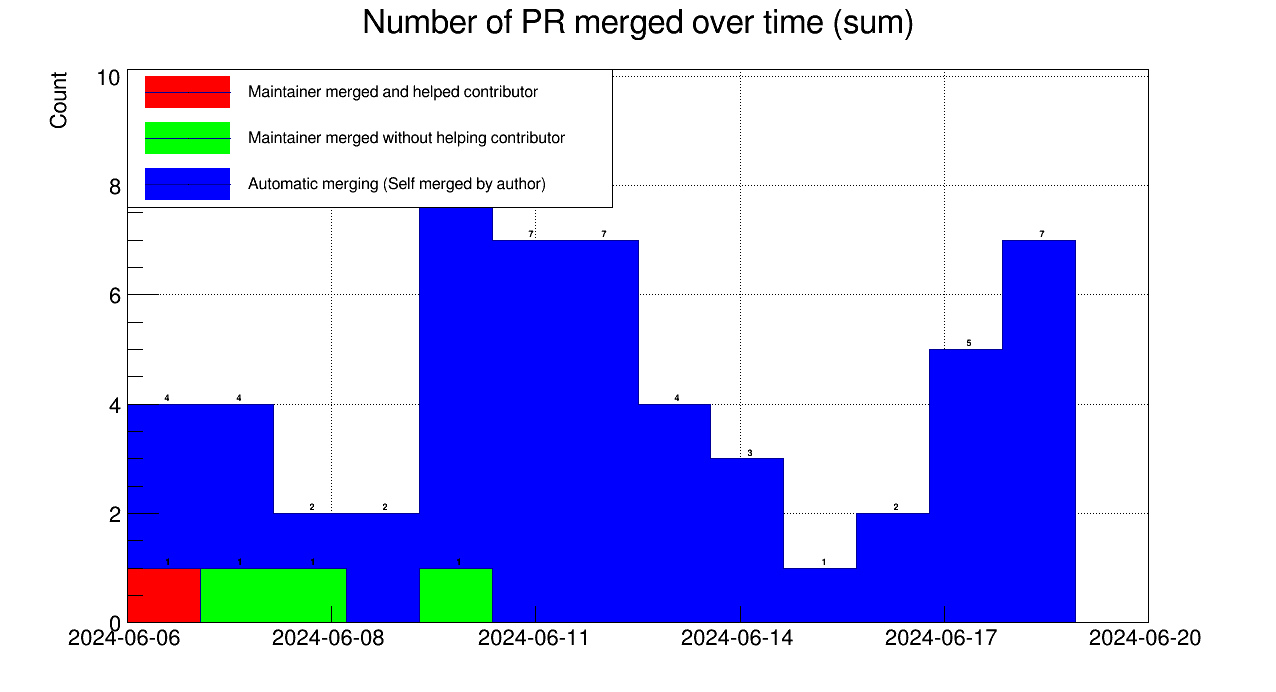 Number of PR merged over time (sum)
Count
10
8
6
4
2
0
Maintainer merged and helped contributor
Maintainer merged without helping contributor
Automatic merging (Self merged by author)
4 4 2 2 7 7 4 3 1 2 5 7
1 1 1 1
2024-06-06 2024-06-08 2024-06-11 2024-06-14 2024-06-17 2024-06-20